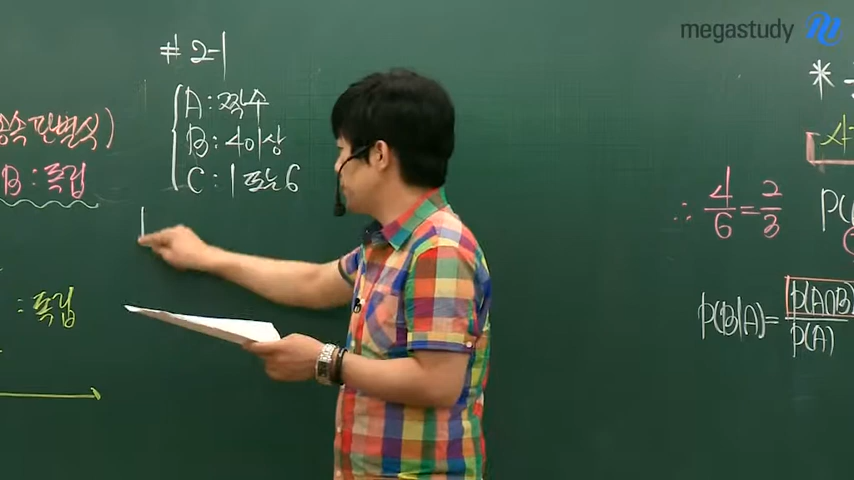 megastudy
# 2-1
A : 짝수
B : 4이상
C : 1 또는 6
종속 판별식)
B : 독립
: 독립
∴ 4/6 = 2/3
P(B|A) = P(A∩B)/P(A)